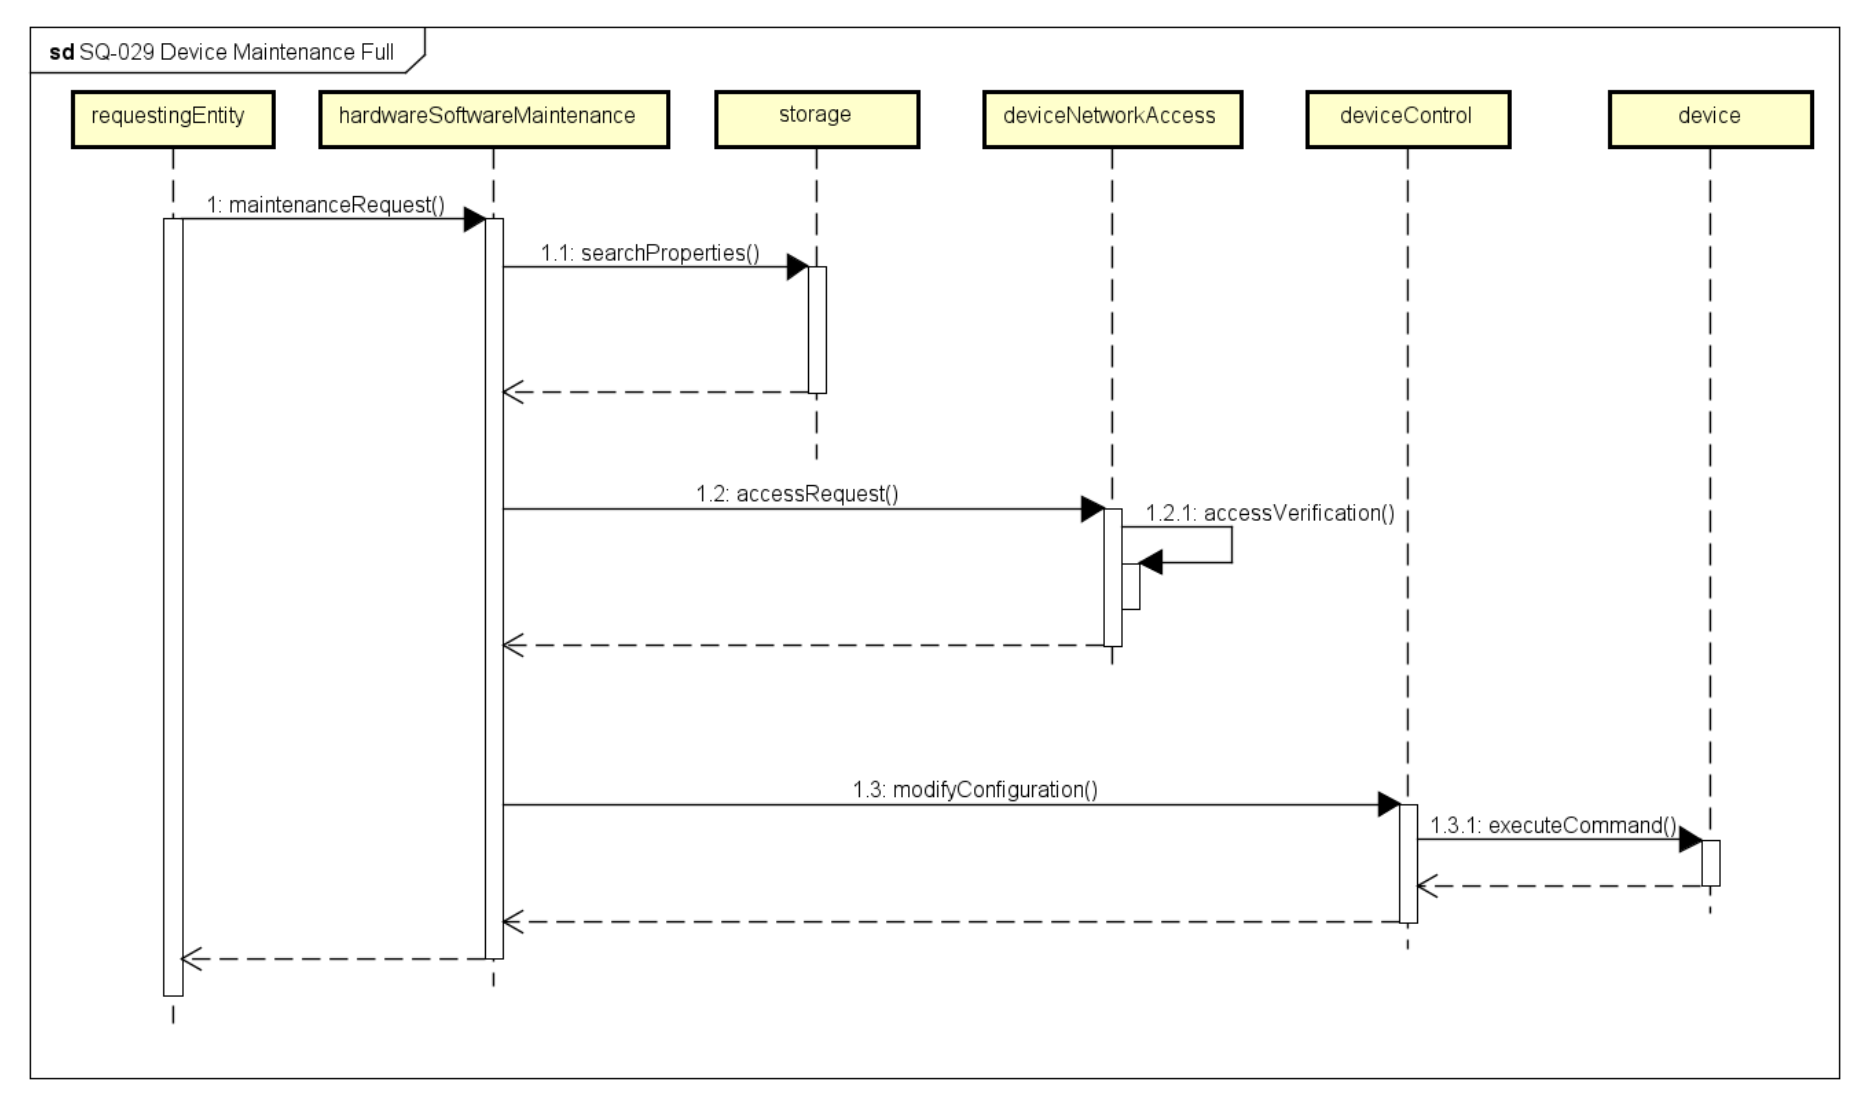 sd SQ-029 Device Maintenance Full
requestingEntity
hardwareSoftwareMaintenance
storage
deviceNetworkAccess
deviceControl
device
1: maintenanceRequest()
1.1: searchProperties()
1.2: accessRequest()
1.2.1: accessVerification()
1.3: modifyConfiguration()
1.3.1: executeCommand()